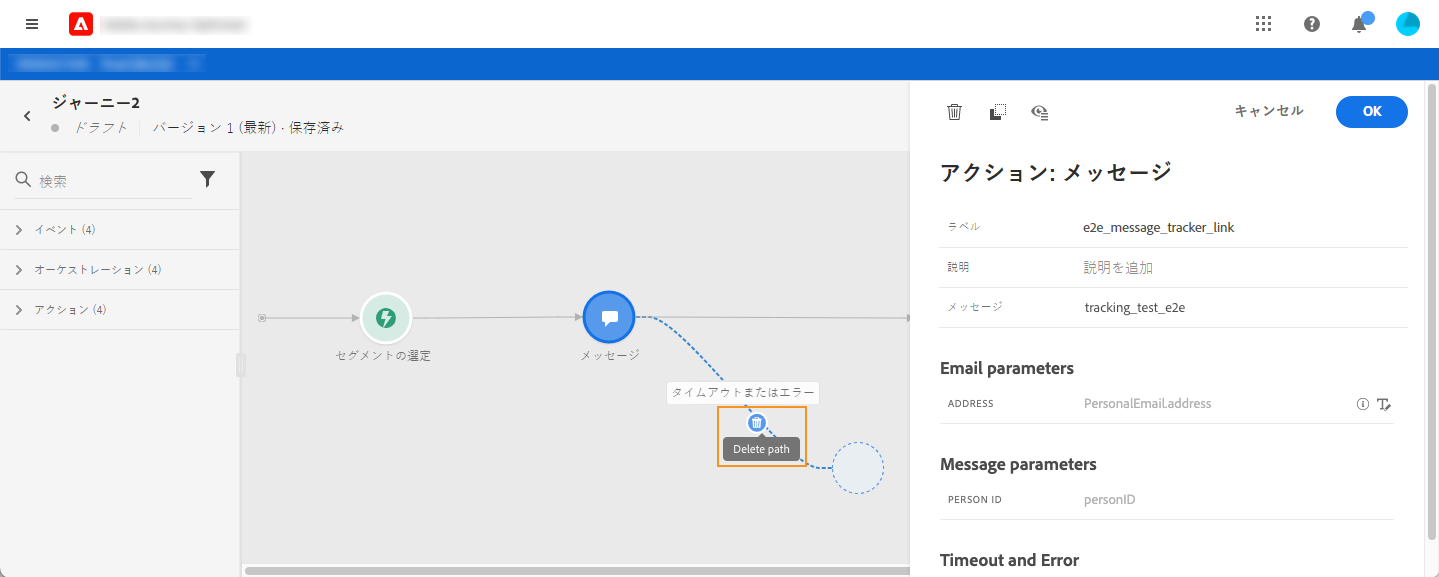 ジャーニー2
ドラフト バージョン 1 (最新) · 保存済み
検索
イベント (4)
オーケストレーション (4)
アクション (4)
セグメントの選定
メッセージ
タイムアウトまたはエラー
Delete path
キャンセル
OK
アクション: メッセージ
ラベル e2e_message_tracker_link
説明 説明を追加
メッセージ tracking_test_e2e
Email parameters
ADDRESS PersonalEmail.address
Message parameters
PERSON ID personID
Timeout and Error